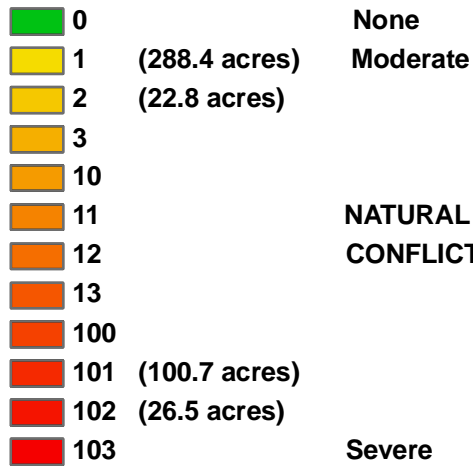 0 None
1 (288.4 acres) Moderate
2 (22.8 acres)
3
10
11 NATURAL
12 CONFLICT
13
100
101 (100.7 acres)
102 (26.5 acres)
103 Severe